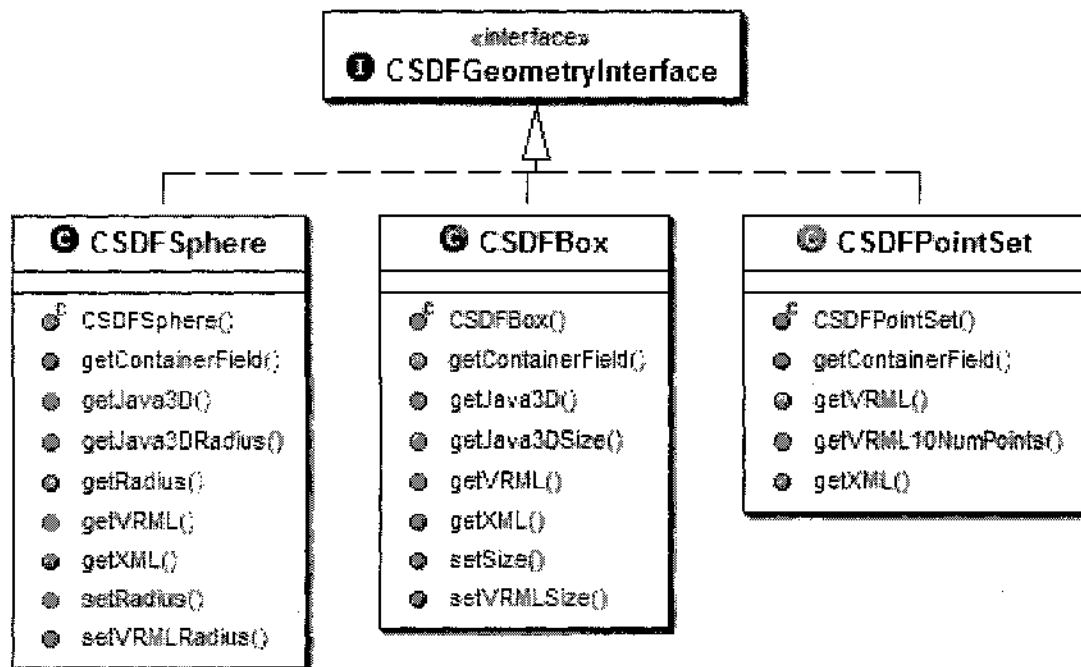 «interface»
I CSDFGeometryInterface
C CSDFSphere
CSDFSphere()
getContainerField()
getJava3D()
getJava3DRadius()
getRadius()
getVRML()
getXML()
setRadius()
setVRMLRadius()
C CSDFBox
CSDFBox()
getContainerField()
getJava3D()
getJava3DSize()
getVRML()
getXML()
setSize()
setVRMLSize()
C CSDFPointSet
CSDFPointSet()
getContainerField()
getVRML()
getVRML10NumPoints()
getXML()